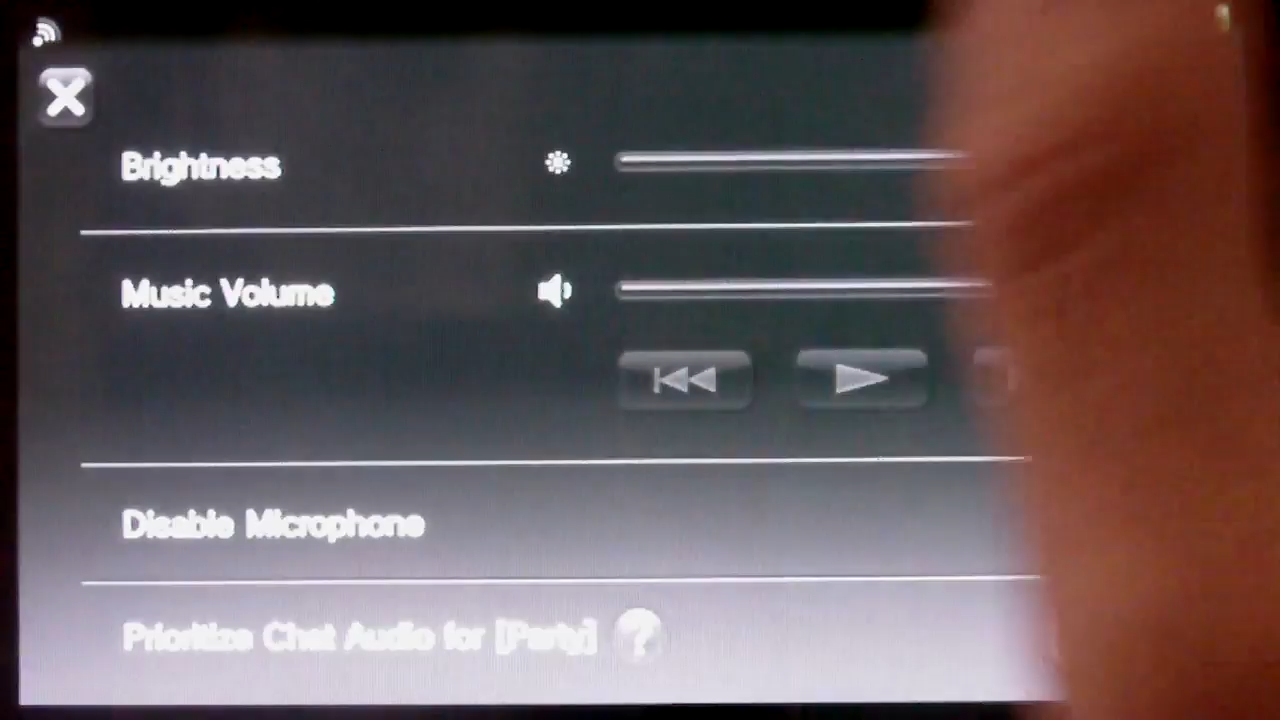 Brightness
Music Volume
Disable Microphone
Prioritize Chat Audio for [Party] ?